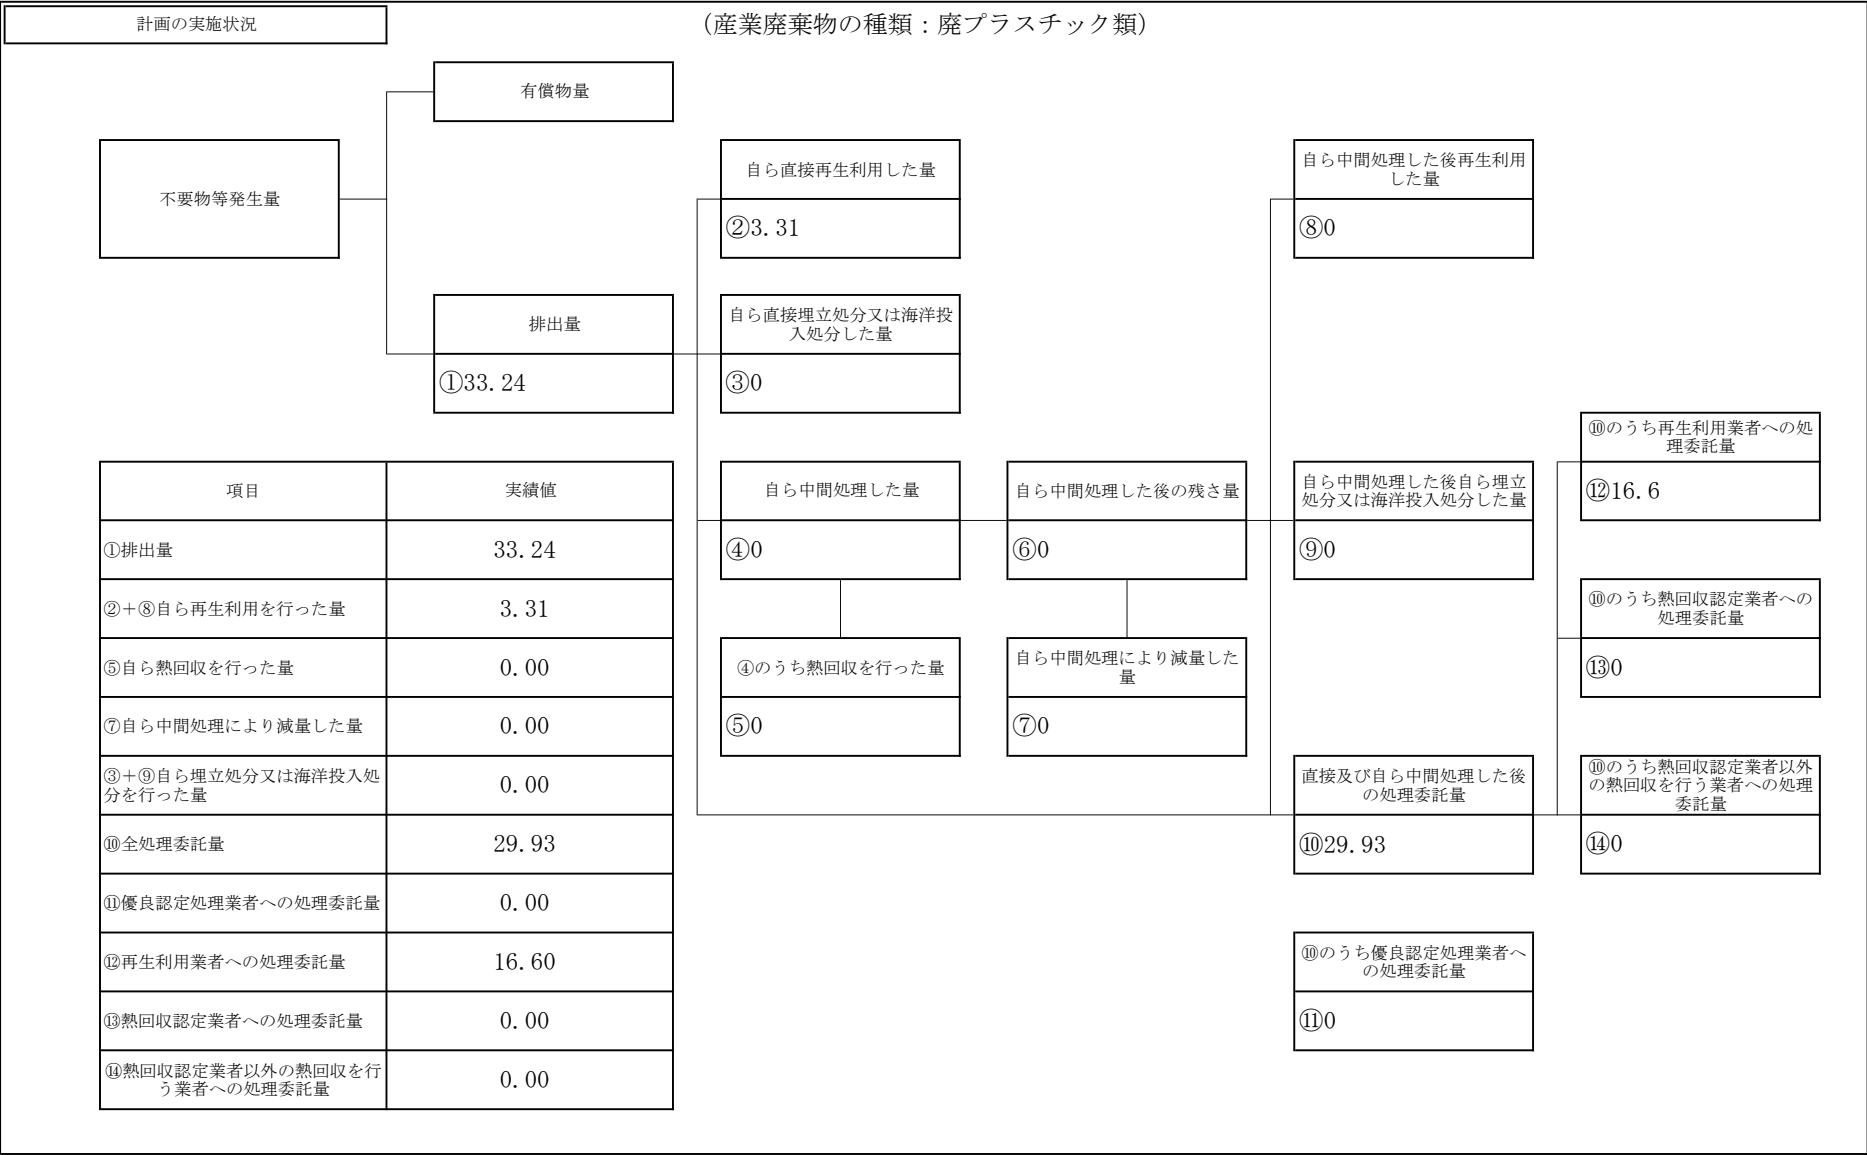 計画の実施状況
（産業廃棄物の種類：廃プラスチック類）
有償物量
不要物等発生量
自ら直接再生利用した量
②3.31
自ら中間処理した後再生利用
した量
⑧0
排出量
①33.24
自ら直接埋立処分又は海洋投
入処分した量
③0
⑩のうち再生利用業者への処
理委託量
⑫16.6
自ら中間処理した量
④0
自ら中間処理した後の残さ量
⑥0
自ら中間処理した後自ら埋立
処分又は海洋投入処分した量
⑨0
⑩のうち熱回収認定業者への
処理委託量
⑬0
④のうち熱回収を行った量
⑤0
自ら中間処理により減量した
量
⑦0
直接及び自ら中間処理した後
の処理委託量
⑩29.93
⑩のうち熱回収認定業者以外
の熱回収を行う業者への処理
委託量
⑭0
⑩のうち優良認定処理業者へ
の処理委託量
⑪0
項目 実績値
①排出量 33.24
②＋⑧自ら再生利用を行った量 3.31
⑤自ら熱回収を行った量 0.00
⑦自ら中間処理により減量した量 0.00
③＋⑨自ら埋立処分又は海洋投入処
分を行った量 0.00
⑩全処理委託量 29.93
⑪優良認定処理業者への処理委託量 0.00
⑫再生利用業者への処理委託量 16.60
⑬熱回収認定業者への処理委託量 0.00
⑭熱回収認定業者以外の熱回収を行
う業者への処理委託量 0.00